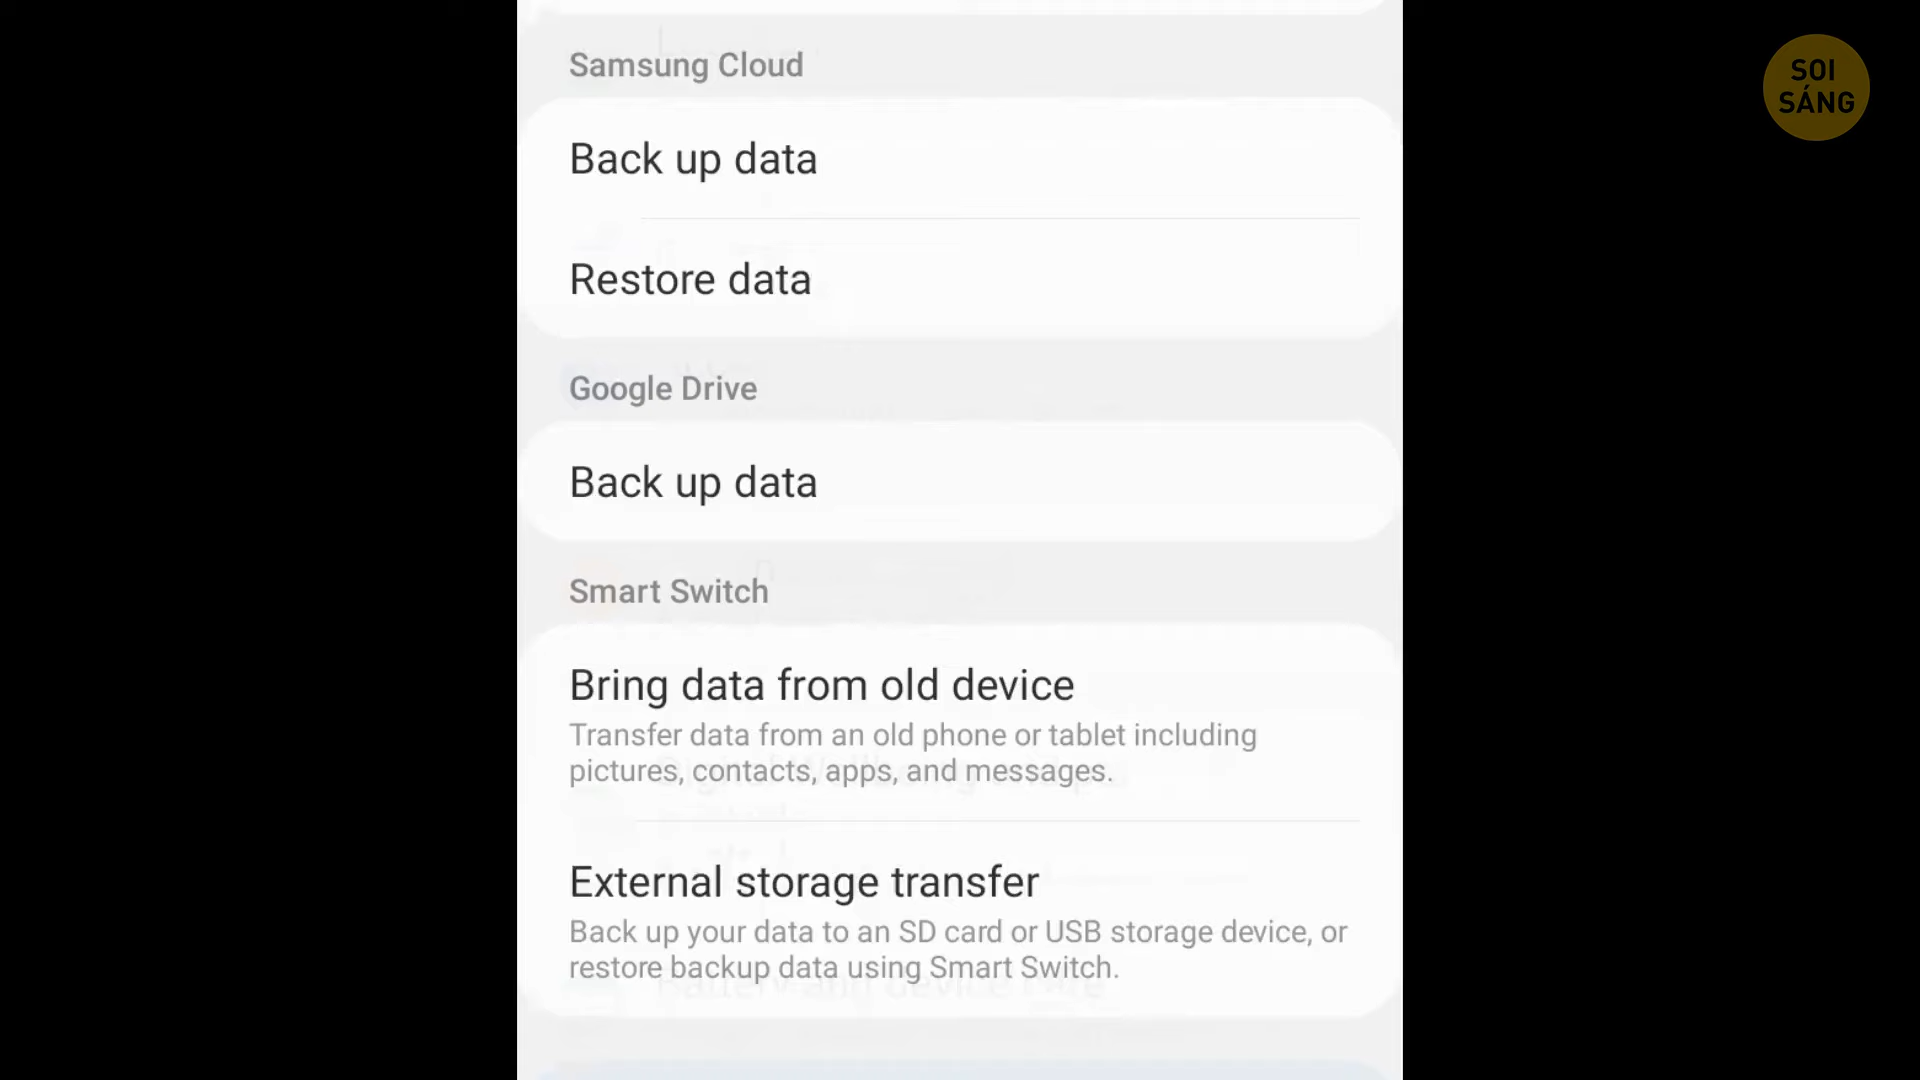 Samsung Cloud
SOI
SÁNG
Back up data
Restore data
Google Drive
Back up data
Smart Switch
Bring data from old device
Transfer data from an old phone or tablet including
pictures, contacts, apps, and messages.
External storage transfer
Back up your data to an SD card or USB storage device, or
restore backup data using Smart Switch.